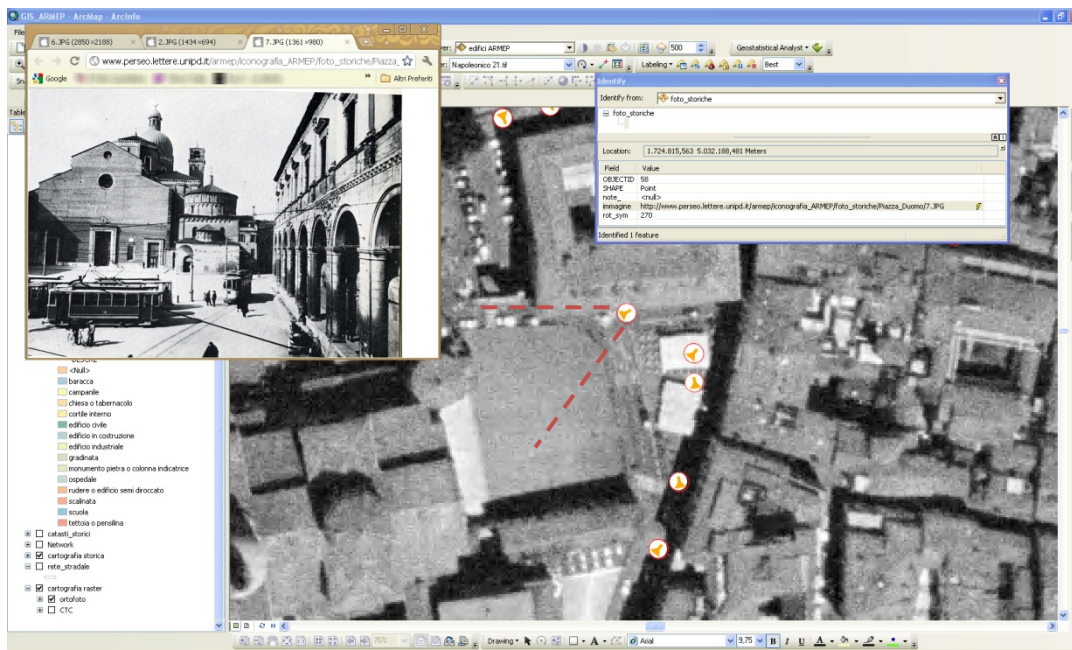 GIS_ARMEP - ArcMap - ArcInfo
File
6.JPG (2850×2188)
2.JPG (1434×694)
7.JPG (1361×980)
www.perseo.lettere.unipd.it/armep/iconografia_ARMEP/foto_storiche/Piazza_
Google
Altri Preferiti
edifici ARMEP
500
Geostatistical Analyst
Napoleonico 21.tif
Labeling
Best
Sn
Table
Identify
Identify from:
foto_storiche
foto_storiche
Location:
1.724.815,563 5.032.188,481 Meters
Field Value
OBJECTID 58
SHAPE Point
note_ <null>
immagine http://www.perseo.lettere.unipd.it/armep/iconografia_ARMEP/foto_storiche/Piazza_Duomo/7.JPG
rot_sym 270
Identified 1 feature
<Null>
baracca
campanile
chiesa o tabernacolo
cortile interno
edificio civile
edificio in costruzione
edificio industriale
gradinata
monumento pietra o colonna indicatrice
ospedale
rudere o edificio semi diroccato
scalinata
scuola
tettoia o pensilina
catasti_storici
Network
cartografia storica
rete_stradale
cartografia raster
ortofoto
CTC
76%
Drawing
A
Arial
9,75
B I U A